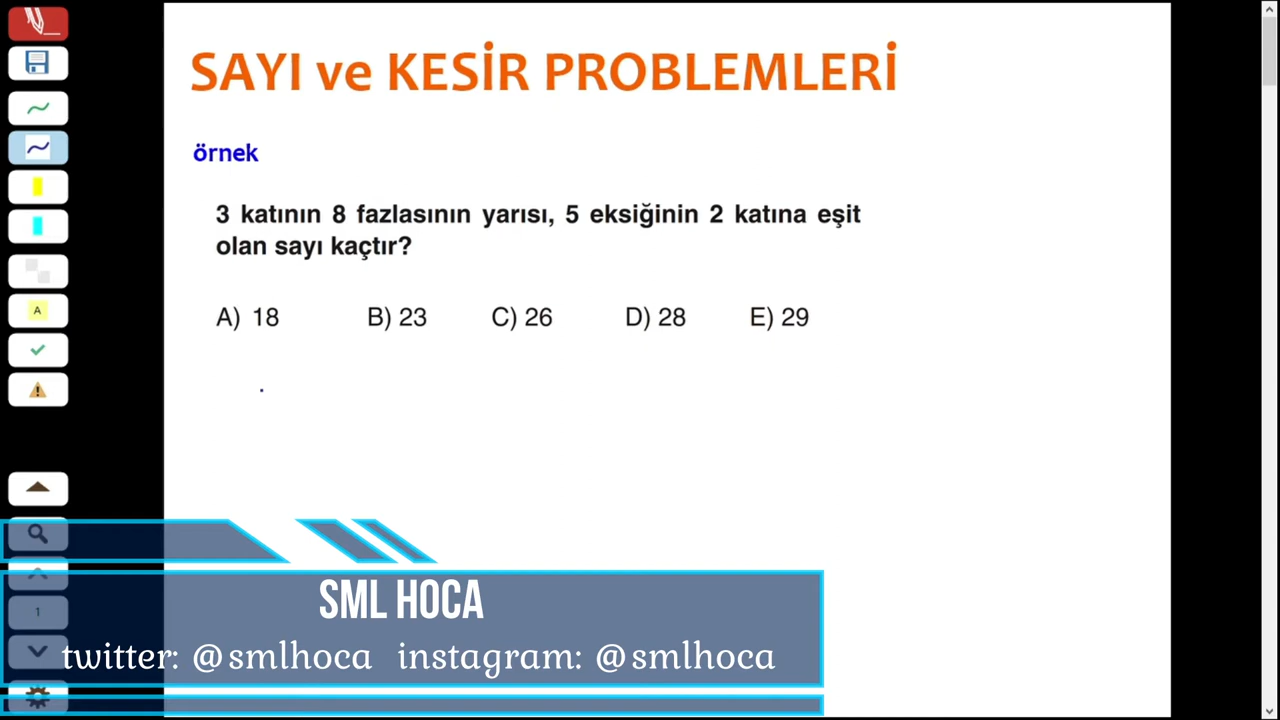 SAYI ve KESİR PROBLEMLERİ
örnek
3 katının 8 fazlasının yarısı, 5 eksiğinin 2 katına eşit
olan sayı kaçtır?
A) 18 B) 23 C) 26 D) 28 E) 29
A
1
SML HOCA
twitter: @smlhoca instagram: @smlhoca